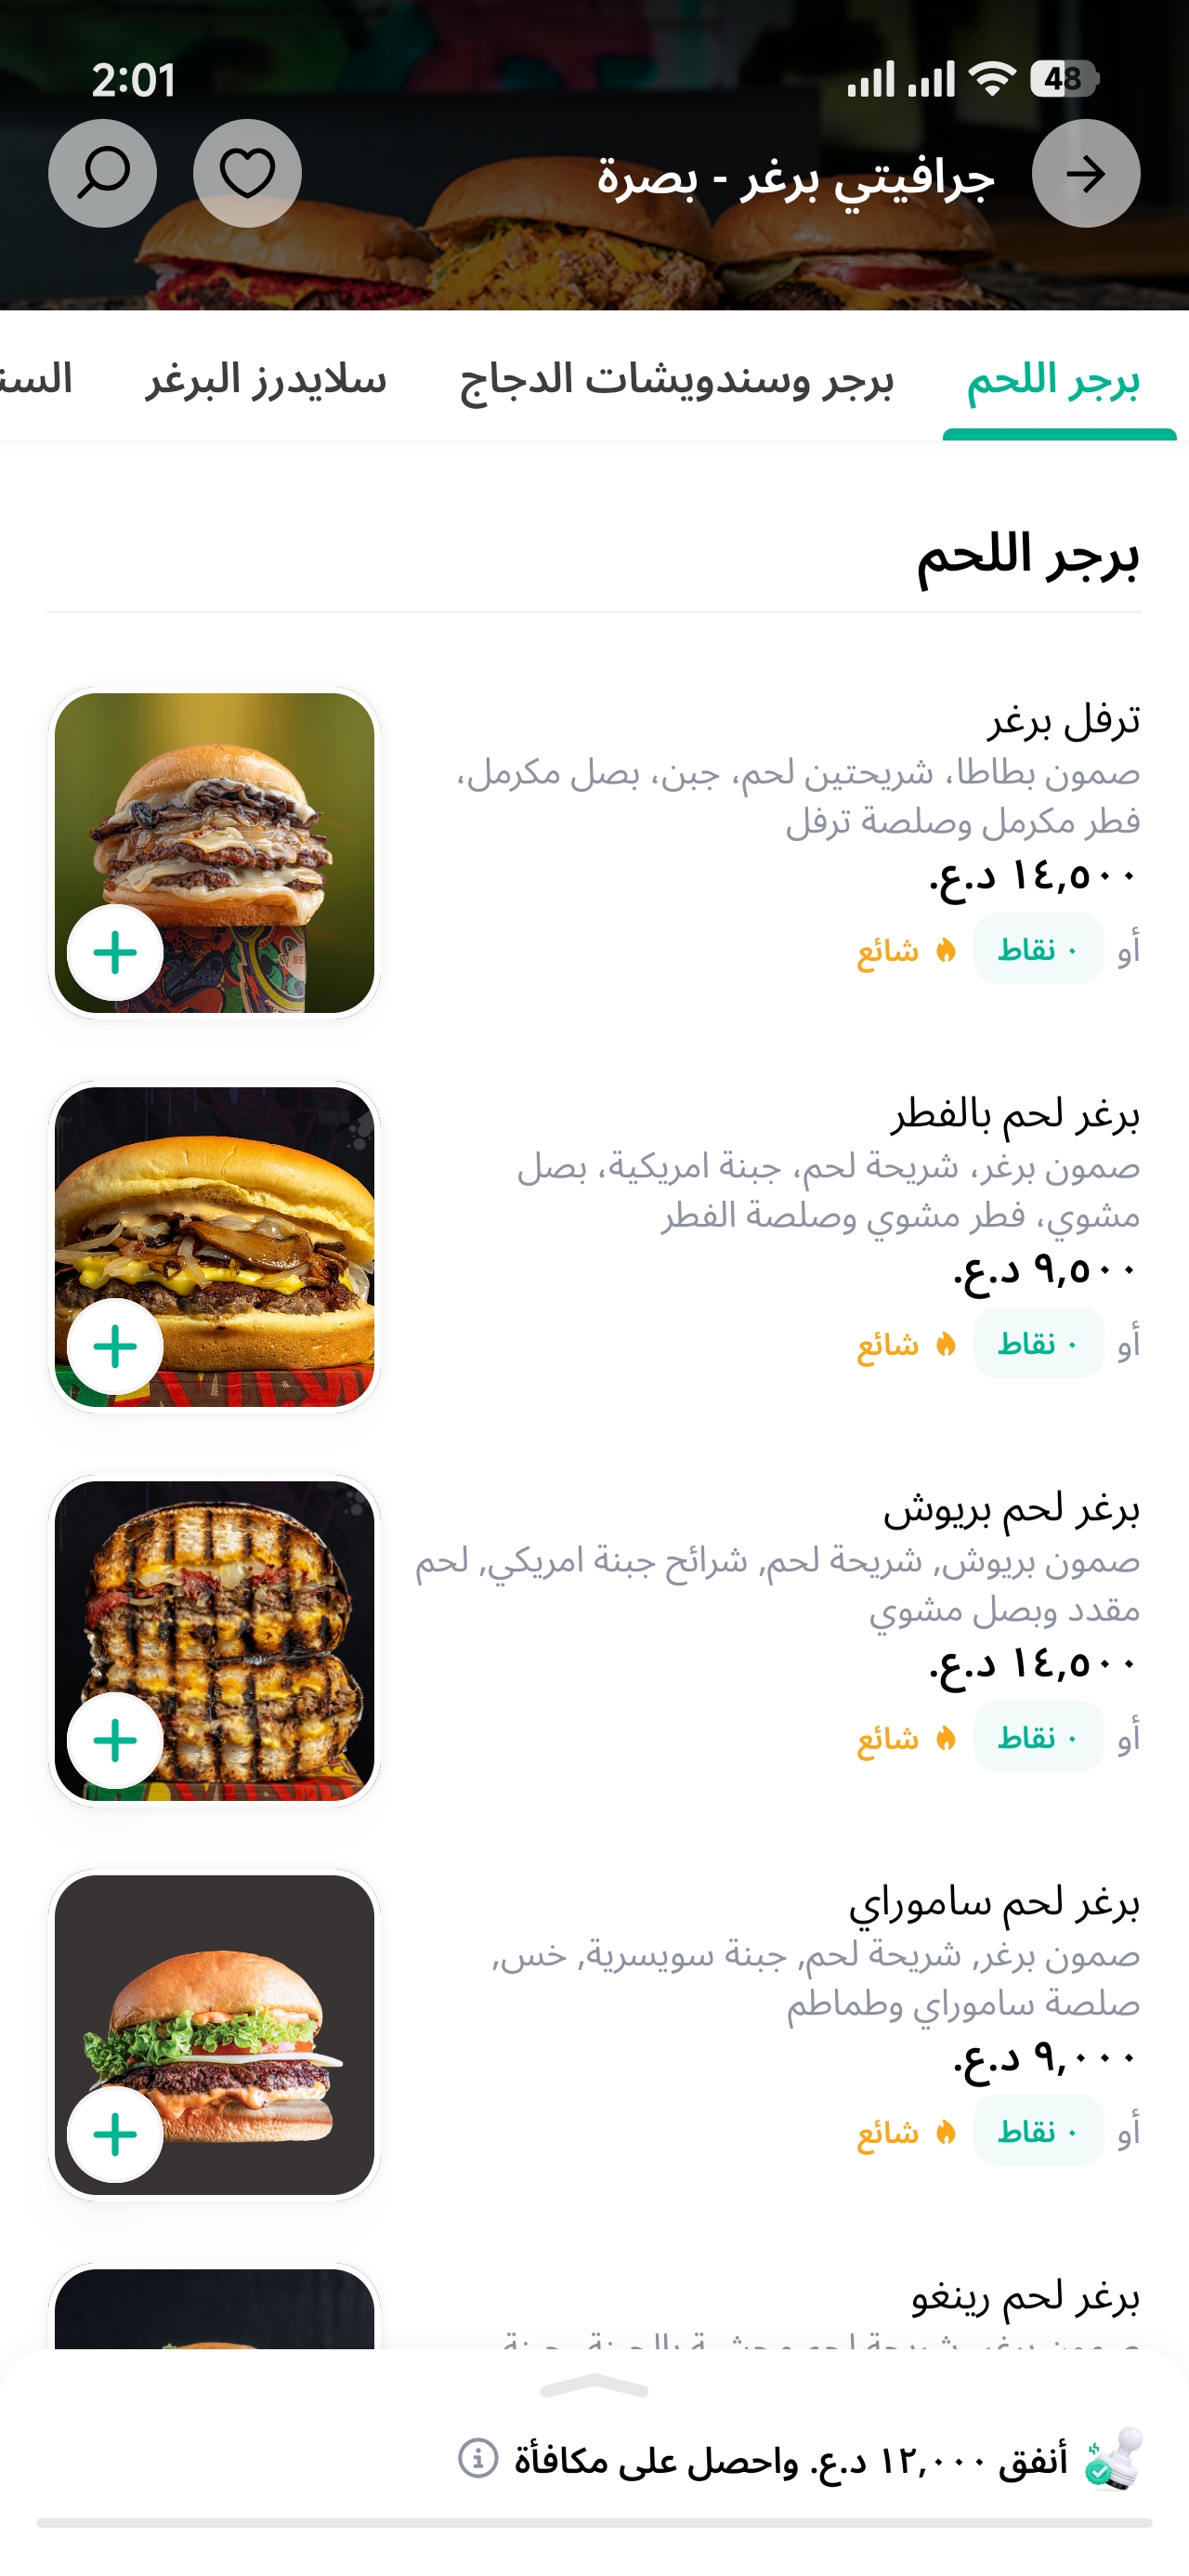 2:01
48
جرافيتي برغر - بصرة
برجر اللحم
برجر وسندويشات الدجاج
سلايدرز البرغر
برجر اللحم
ترفل برغر
صمون بطاطا، شريحتين لحم، جبن، بصل مكرمل،
فطر مكرمل وصلصة ترفل
١٤,٥٠٠ د.ع.
أو ٠ نقاط شائع
برغر لحم بالفطر
صمون برغر، شريحة لحم، جبنة امريكية، بصل
مشوي، فطر مشوي وصلصة الفطر
٩,٥٠٠ د.ع.
أو ٠ نقاط شائع
برغر لحم بريوش
صمون بريوش, شريحة لحم, شرائح جبنة امريكي, لحم
مقدد وبصل مشوي
١٤,٥٠٠ د.ع.
أو ٠ نقاط شائع
برغر لحم ساموراي
صمون برغر, شريحة لحم, جبنة سويسرية, خس,
صلصة ساموراي وطماطم
٩,٠٠٠ د.ع.
أو ٠ نقاط شائع
برغر لحم رينغو
أنفق ١٢,٠٠٠ د.ع. واحصل على مكافأة